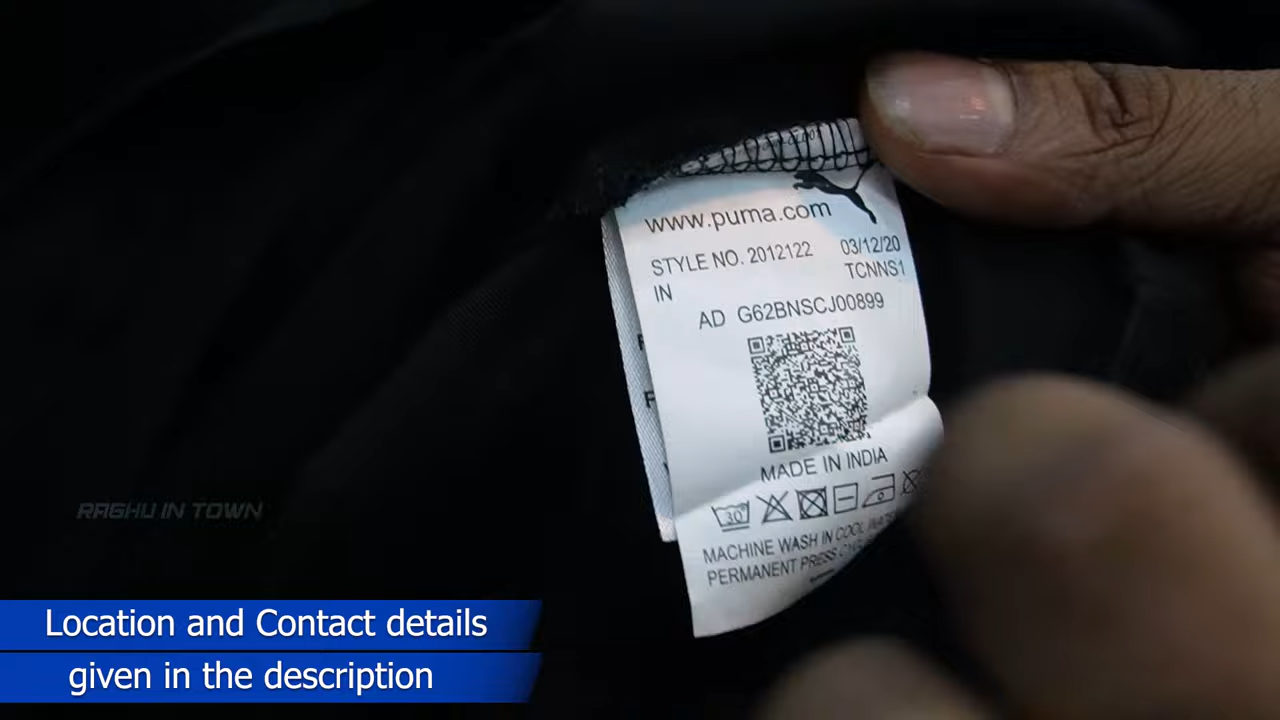 www.puma.com
STYLE NO. 2012122 03/12/20
IN TCNNS1
AD G62BNSCJ00899
MADE IN INDIA
30
MACHINE WASH IN COOL
PERMANENT PRESS
RAGHU IN TOWN
Location and Contact details
given in the description